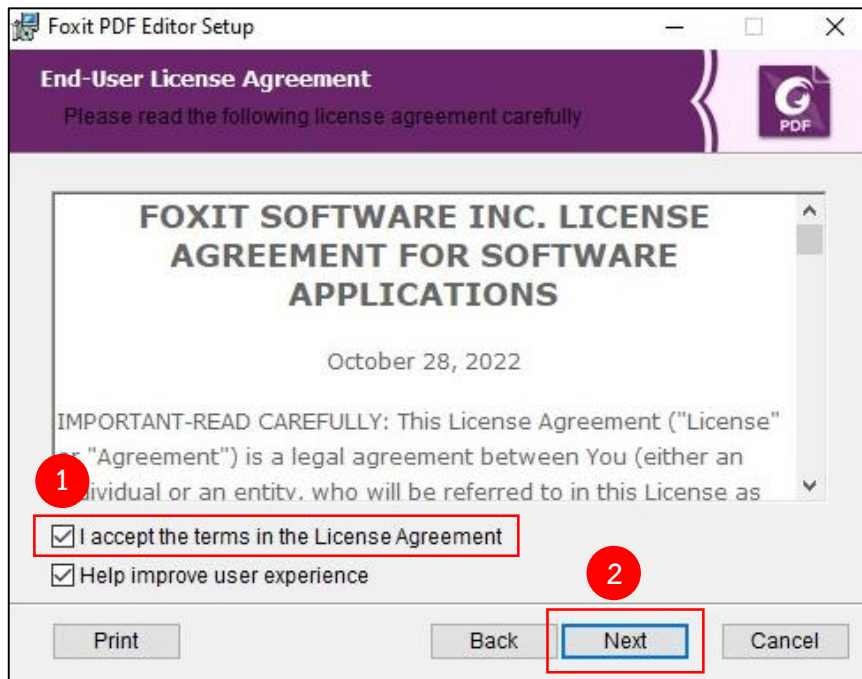 Foxit PDF Editor Setup
End-User License Agreement
Please read the following license agreement carefully
PDF
FOXIT SOFTWARE INC. LICENSE
AGREEMENT FOR SOFTWARE
APPLICATIONS
October 28, 2022
IMPORTANT-READ CAREFULLY: This License Agreement ("License"
"Agreement") is a legal agreement between You (either an
1
or an entity, who will be referred to in this License as
I accept the terms in the License Agreement
Help improve user experience
2
Print Back Next Cancel